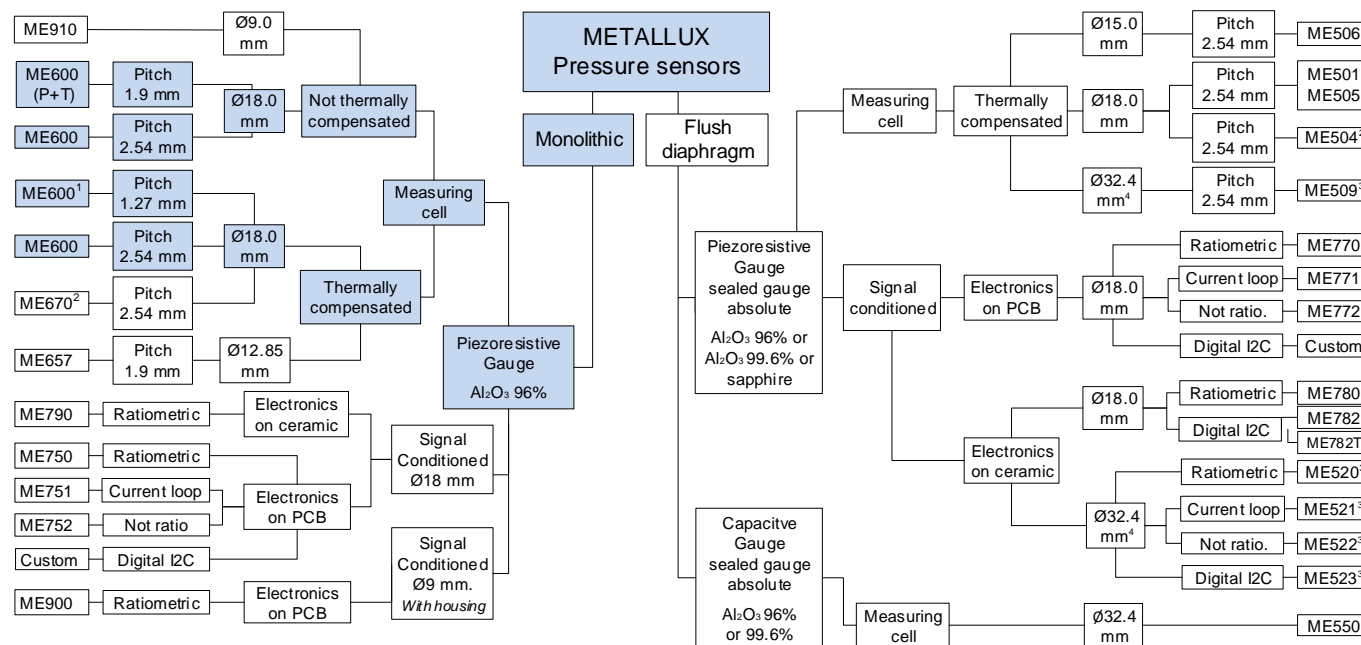 METALLUX
Pressure sensors
Monolithic
Flush
diaphragm
ME910
Ø9.0
mm
ME600
(P+T)
Pitch
1.9 mm
Ø18.0
mm
Not thermally
compensated
ME600
Pitch
2.54 mm
ME600¹
Pitch
1.27 mm
Measuring
cell
ME600
Pitch
2.54 mm
Ø18.0
mm
Thermally
compensated
ME670²
Pitch
2.54 mm
ME657
Pitch
1.9 mm
Ø12.85
mm
Piezoresistive
Gauge
Al₂O₃ 96%
ME790
Ratiometric
Electronics
on ceramic
Signal
Conditioned
Ø18 mm
ME750
Ratiometric
ME751
Current loop
Electronics
on PCB
ME752
Not ratio
Custom
Digital I2C
Signal
Conditioned
Ø9 mm.
With housing
ME900
Ratiometric
Electronics
on PCB
Piezoresistive
Gauge
sealed gauge
absolute
Al₂O₃ 96% or
Al₂O₃ 99.6% or
sapphire
Measuring
cell
Thermally
compensated
Ø15.0
mm
Pitch
2.54 mm
ME506
Ø18.0
mm
Pitch
2.54 mm
ME501
ME505
Pitch
2.54 mm
ME504
Ø32.4
mm⁴
Pitch
2.54 mm
ME509³
Signal
conditioned
Electronics
on PCB
Ø18.0
mm
Ratiometric
ME770
Current loop
ME771
Not ratio.
ME772
Digital I2C
Custom
Electronics
on ceramic
Ø18.0
mm
Ratiometric
ME780
Digital I2C
ME782
ME782T
Ø32.4
mm⁴
Ratiometric
ME520³
Current loop
ME521³
Not ratio.
ME522³
Digital I2C
ME523³
Capacitve
Gauge
sealed gauge
absolute
Al₂O₃ 96%
or 99.6%
Measuring
cell
Ø32.4
mm
ME550